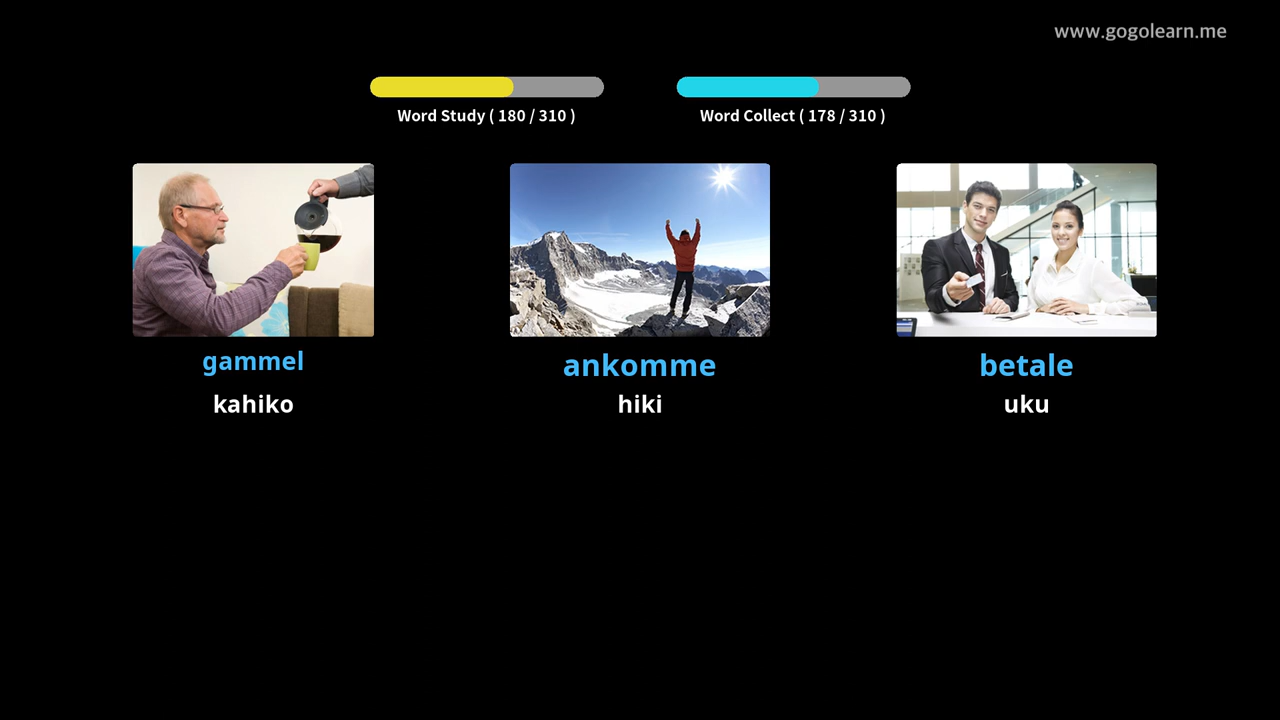 www.gogolearn.me
Word Study ( 180 / 310 )
Word Collect ( 178 / 310 )
gammel
ankomme
betale
kahiko
hiki
uku